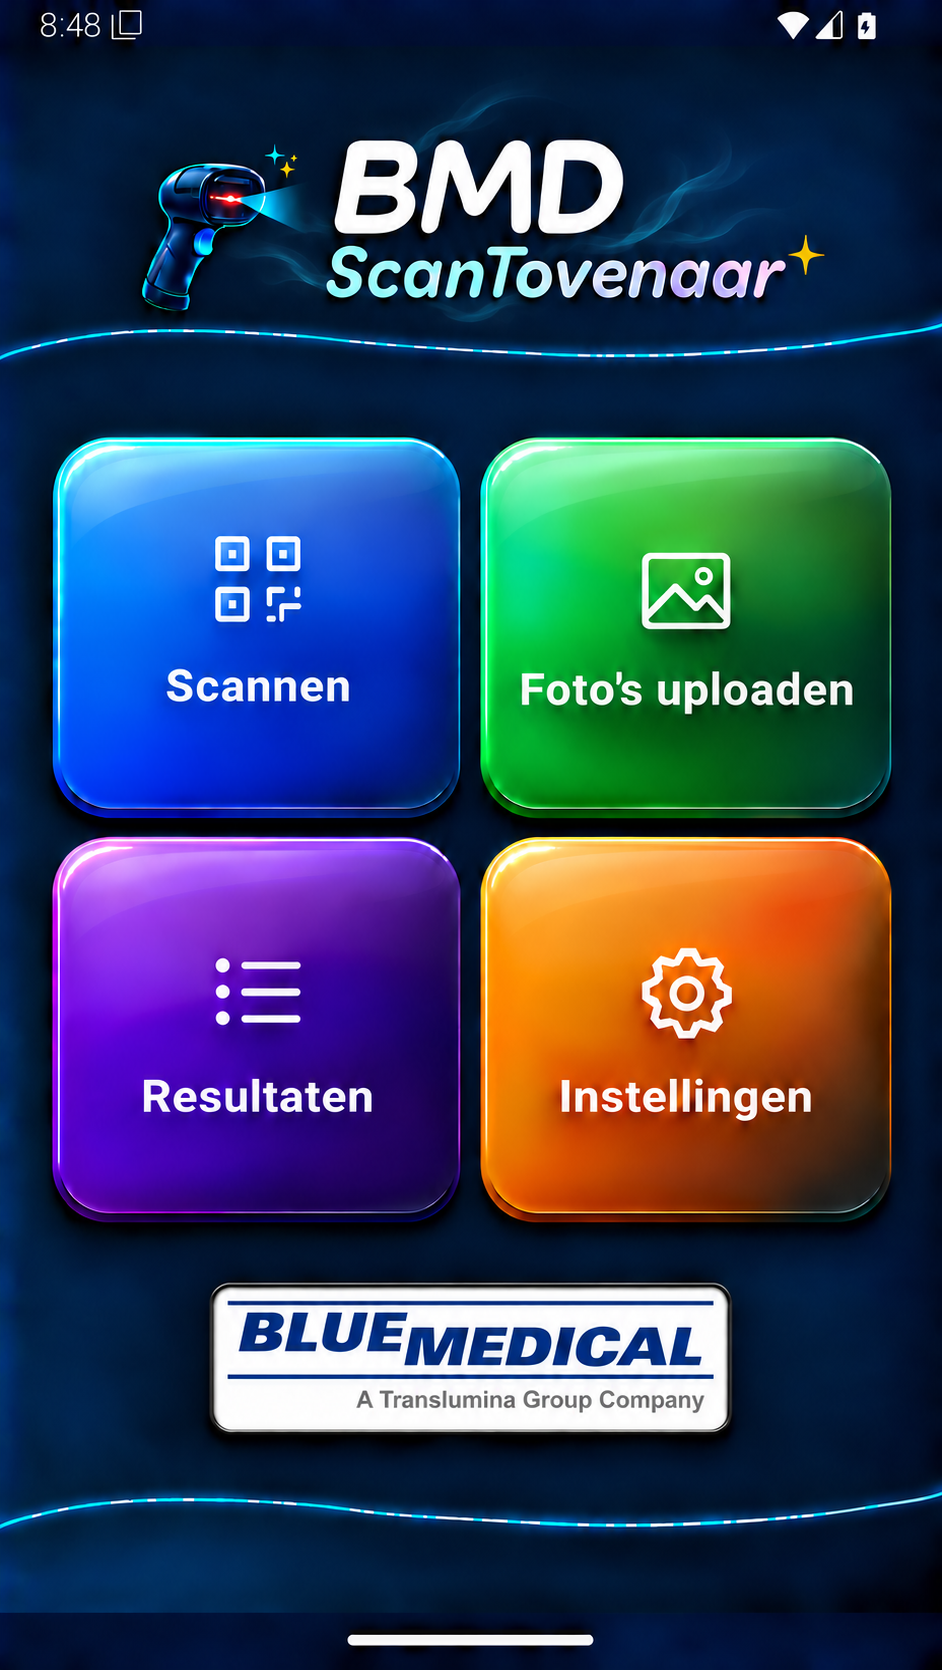 8:48
BMD
ScanTovenaar
Scannen
Foto's uploaden
Resultaten
Instellingen
BLUEMEDICAL
A Translumina Group Company